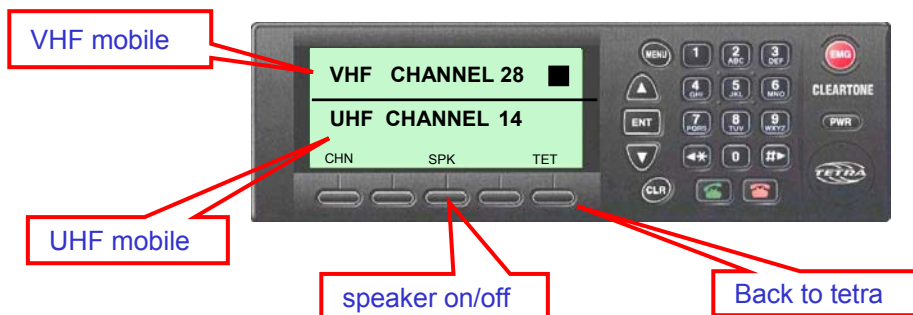 VHF mobile
VHF CHANNEL 28
UHF CHANNEL 14
CHN SPK TET
UHF mobile
speaker on/off
Back to tetra
MENU 1 2 ABC 3 DEF EMG
4 GHI 5 JKL 6 MNO CLEARTONE
ENT 7 PQRS 8 TUV 9 WXYZ PWR
* 0 #
TETRA
CLR